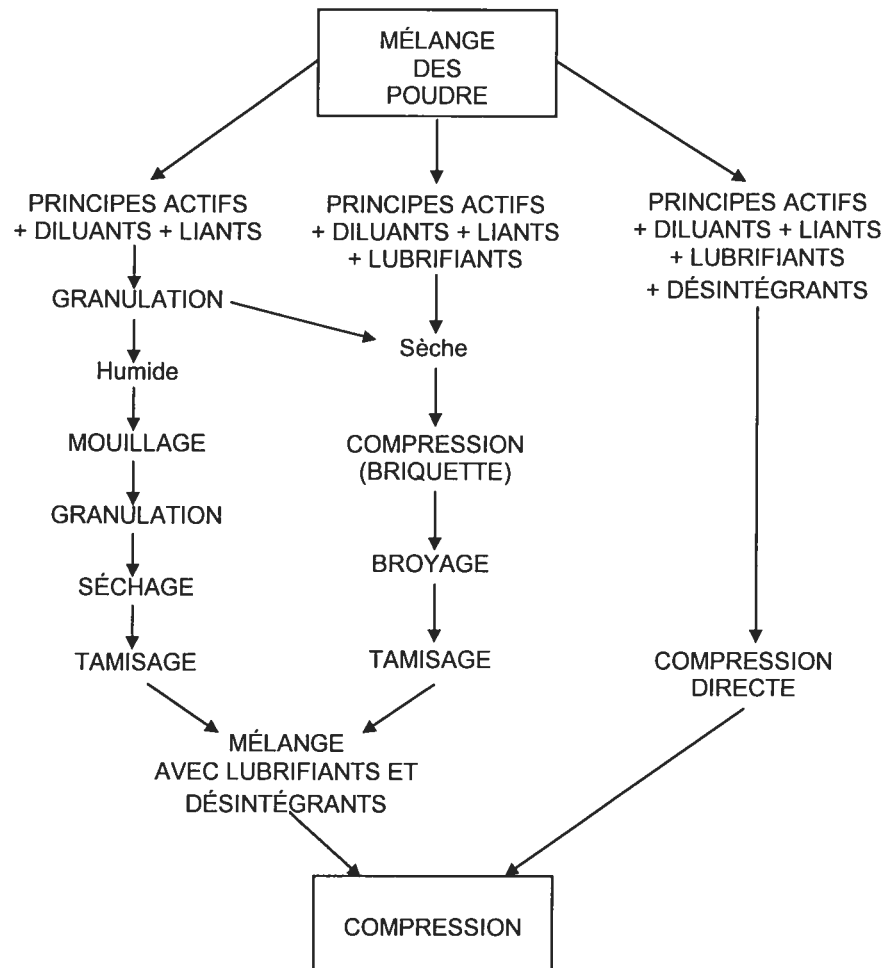 MÉLANGE
DES
POUDRE
PRINCIPES ACTIFS
+ DILUANTS + LIANTS
GRANULATION
Humide
MOUILLAGE
GRANULATION
SÉCHAGE
TAMISAGE
PRINCIPES ACTIFS
+ DILUANTS + LIANTS
+ LUBRIFIANTS
Sèche
COMPRESSION
(BRIQUETTE)
BROYAGE
TAMISAGE
PRINCIPES ACTIFS
+ DILUANTS + LIANTS
+ LUBRIFIANTS
+ DÉSINTÉGRANTS
COMPRESSION
DIRECTE
MÉLANGE
AVEC LUBRIFIANTS ET
DÉSINTÉGRANTS
COMPRESSION